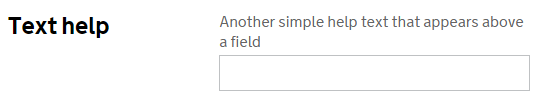 Text help
Another simple help text that appears above
a field